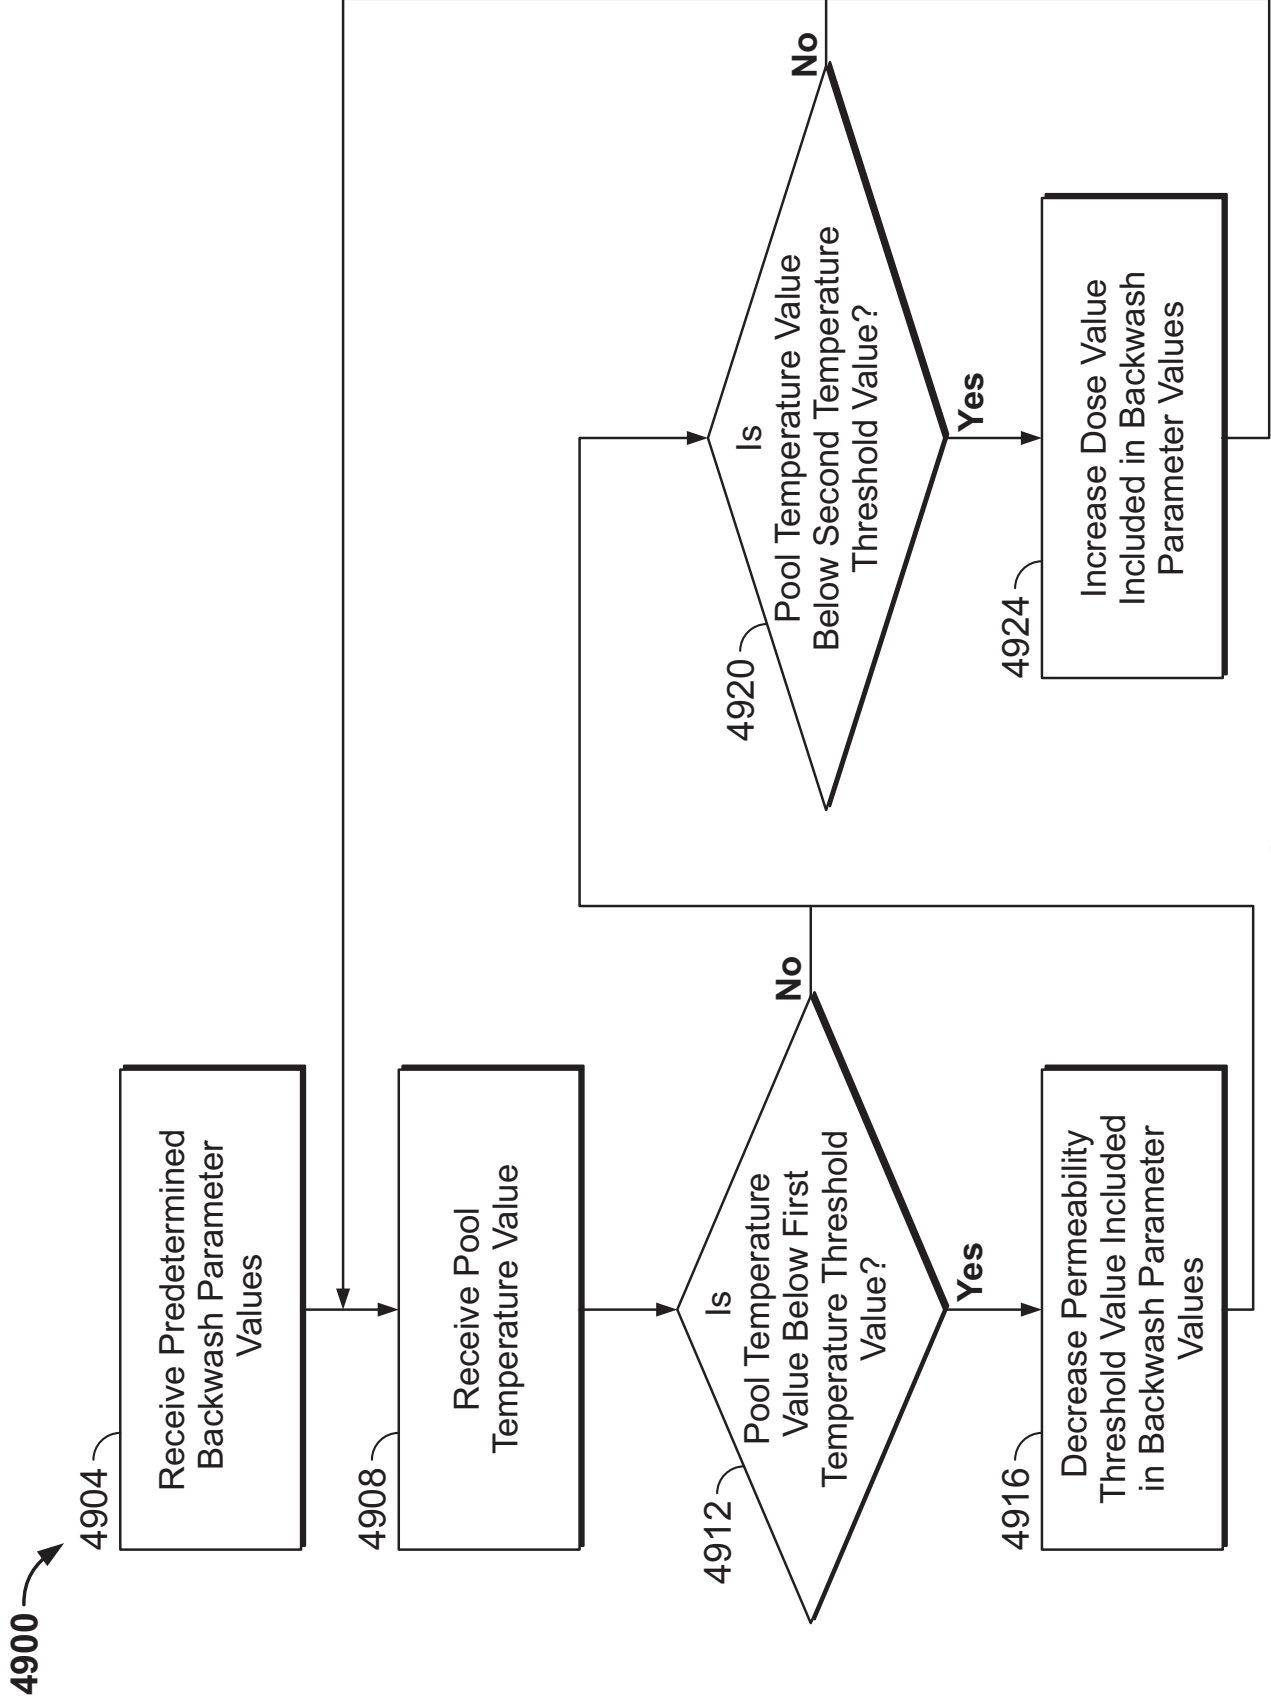 4900
4904
Receive Predetermined
Backwash Parameter
Values
4908
Receive Pool
Temperature Value
4912
Is
Pool Temperature
Value Below First
Temperature Threshold
Value?
No
Yes
4916
Decrease Permeability
Threshold Value Included
in Backwash Parameter
Values
4920
Is
Pool Temperature Value
Below Second Temperature
Threshold Value?
No
Yes
4924
Increase Dose Value
Included in Backwash
Parameter Values